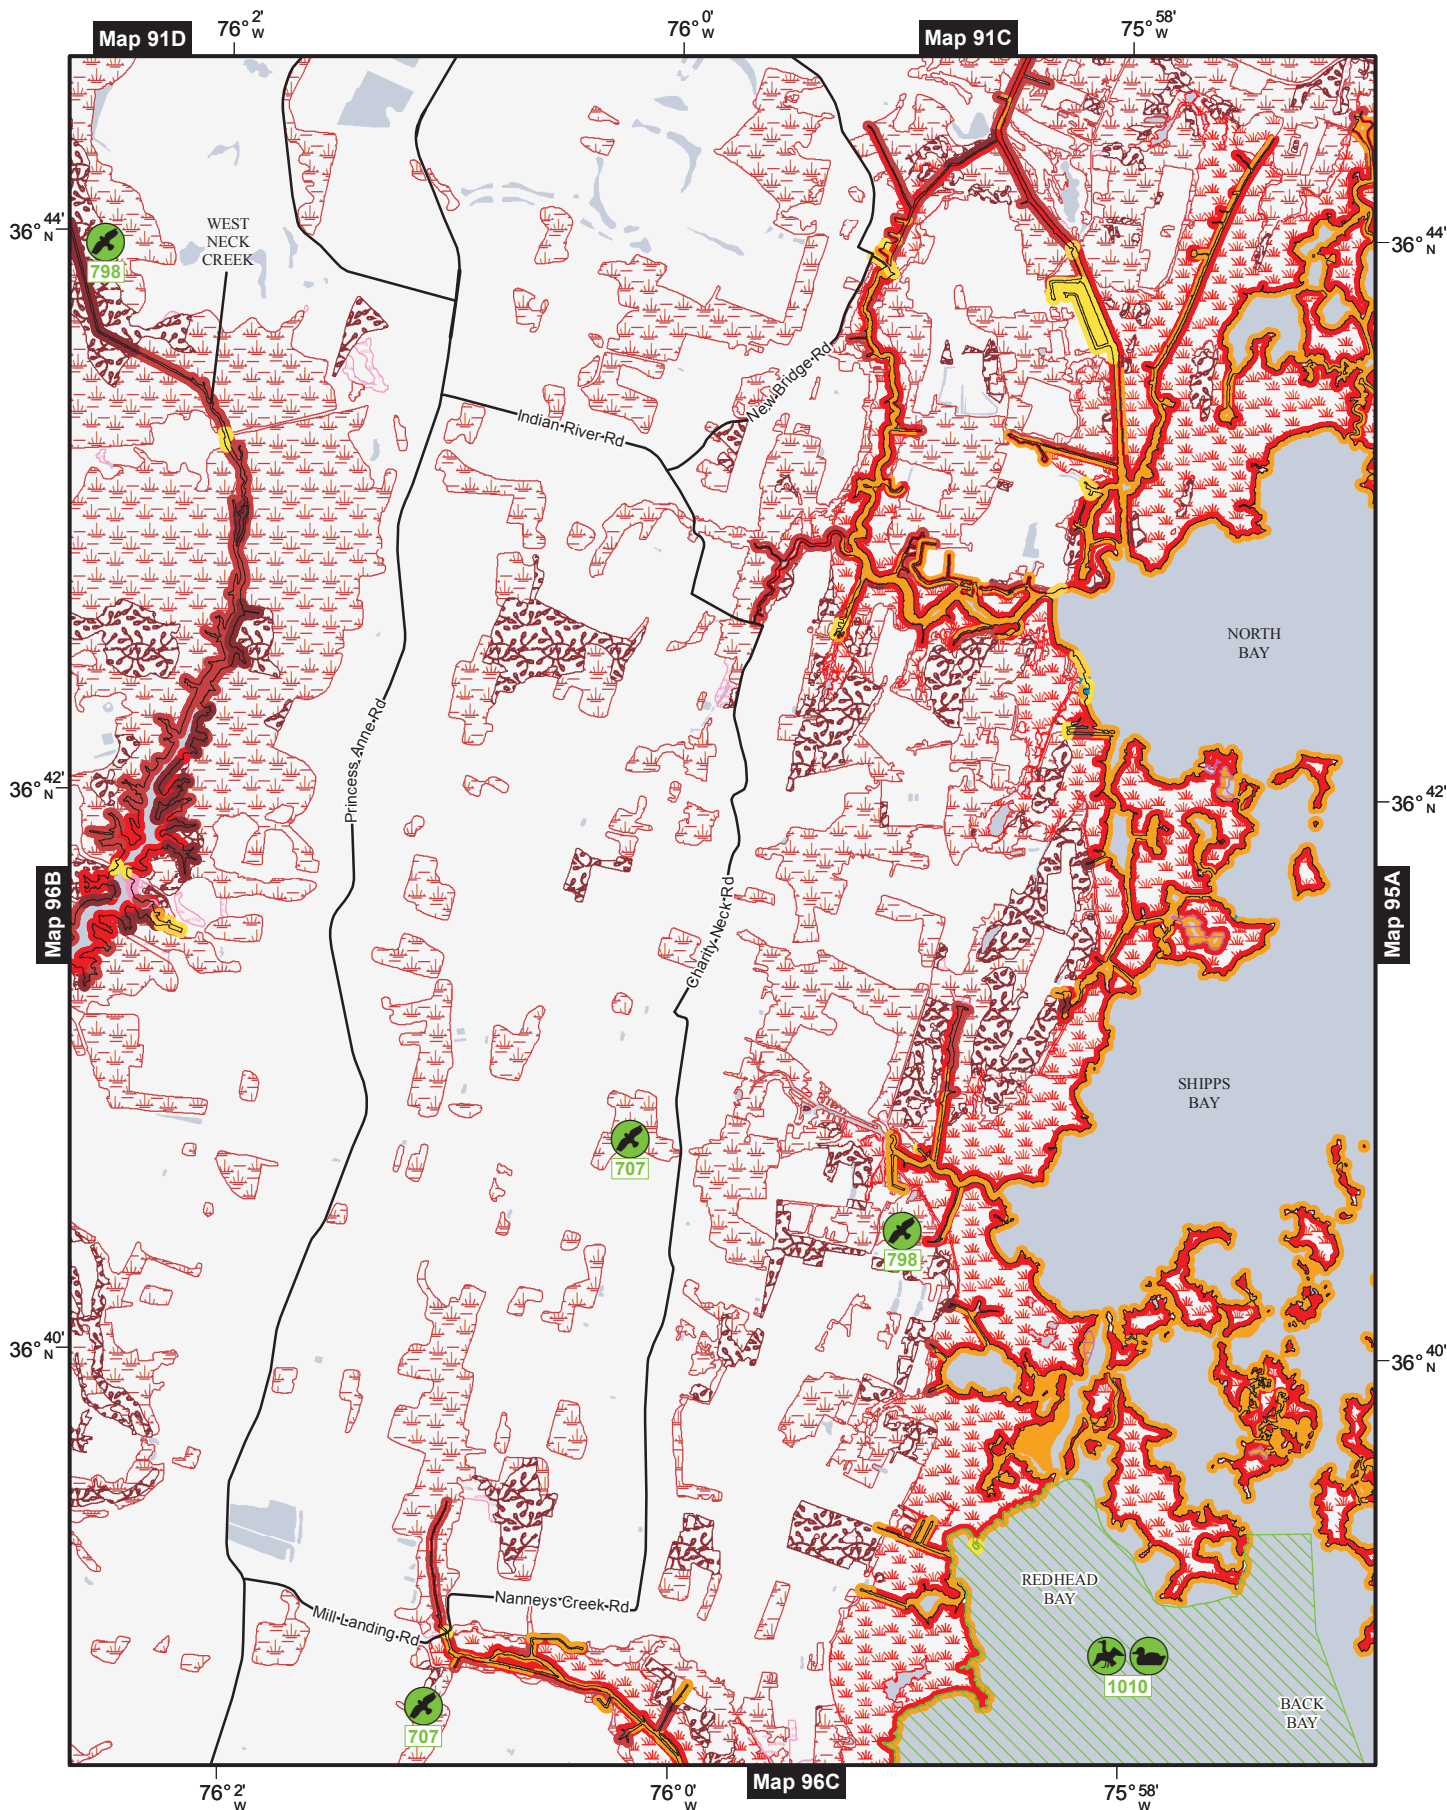 Map 91D
76° 2' W
76° 0' W
Map 91C
75° 58' W
36° 44' N
36° 44' N
WEST
NECK
CREEK
798
New Bridge Rd
Indian River Rd
NORTH
BAY
Princess Anne Rd
36° 42' N
36° 42' N
Map 96B
Map 95A
Charity Neck Rd
SHIPPS
BAY
707
798
36° 40' N
36° 40' N
REDHEAD
BAY
Nanneys Creek Rd
Mill Landing Rd
1010
707
BACK
BAY
76° 2' W
76° 0' W
Map 96C
75° 58' W